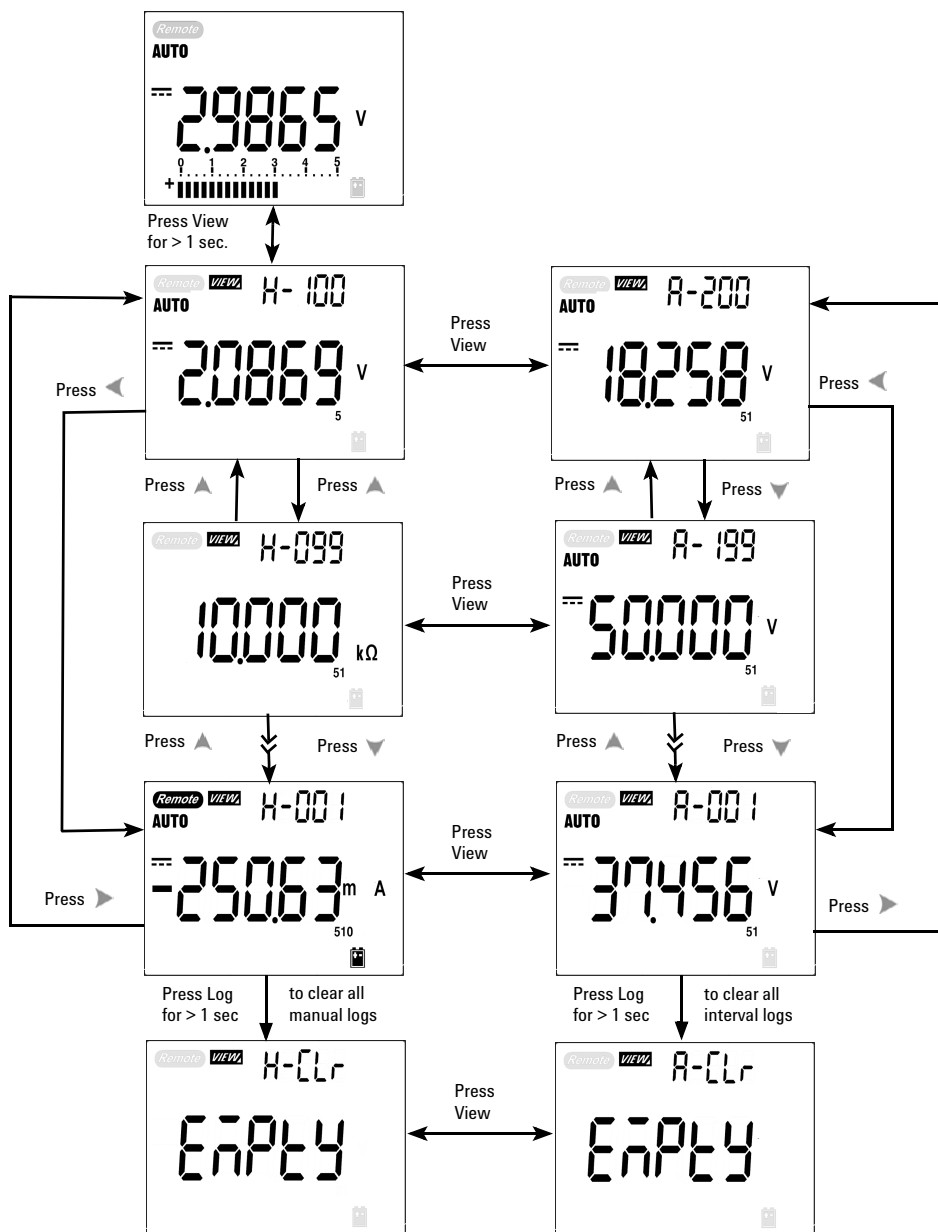 Remote
AUTO
2.9865 V
0 1 2 3 4 5
+
Press View
for > 1 sec.
Remote VIEW H-100
AUTO
2.0869 V
5
Press
View
Remote VIEW A-200
AUTO
18.258 V
51
Press
Press
Press
Press
Press
Press
Remote VIEW H-099
10.000 kΩ
51
Press
View
Remote VIEW A-199
AUTO
50.000 V
51
Press
Press
Press
Press
Remote VIEW H-001
AUTO
-250.63 m A
510
Press
View
Remote VIEW A-001
AUTO
37.456 V
51
Press
Press
Press Log
for > 1 sec
to clear all
manual logs
Press Log
for > 1 sec
to clear all
interval logs
Remote VIEW H-CLr
EmPtY
Press
View
Remote VIEW A-CLr
EmPtY